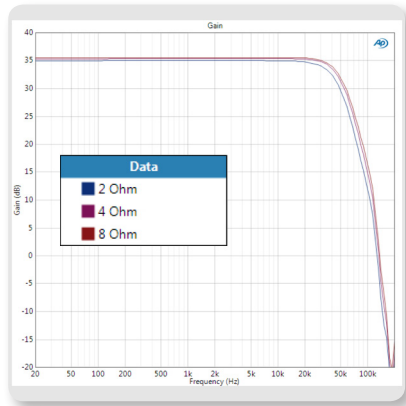 Gain
AP
40
35
30
25
20
15
10
5
0
-5
-10
-15
-20
Gain (dB)
Data
2 Ohm
4 Ohm
8 Ohm
20 50 100 200 500 1k 2k 5k 10k 20k 50k 100k
Frequency (Hz)